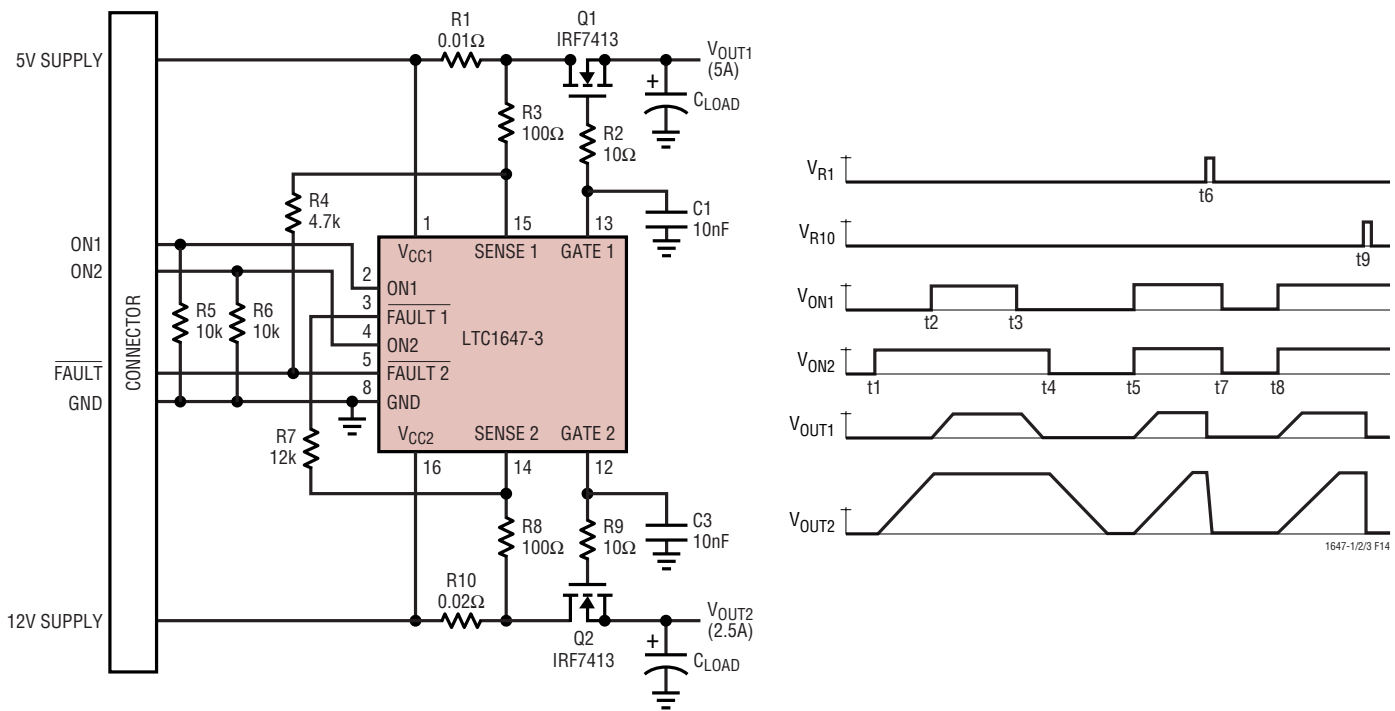 5V SUPPLY
ON1
ON2
FAULT
GND
12V SUPPLY
CONNECTOR
R1
0.01Ω
Q1
IRF7413
VOUT1
(5A)
+
CLOAD
R3
100Ω
R2
10Ω
R4
4.7k
C1
10nF
R5
10k
R6
10k
1
15
13
VCC1
SENSE 1
GATE 1
2
ON1
3
FAULT 1
LTC1647-3
4
ON2
5
FAULT 2
8
GND
VCC2
SENSE 2
GATE 2
16
14
12
R7
12k
R8
100Ω
R9
10Ω
C3
10nF
R10
0.02Ω
Q2
IRF7413
VOUT2
(2.5A)
+
CLOAD
VR1
t6
VR10
t9
VON1
t2
t3
VON2
t1
t4
t5
t7
t8
VOUT1
VOUT2
1647-1/2/3 F14